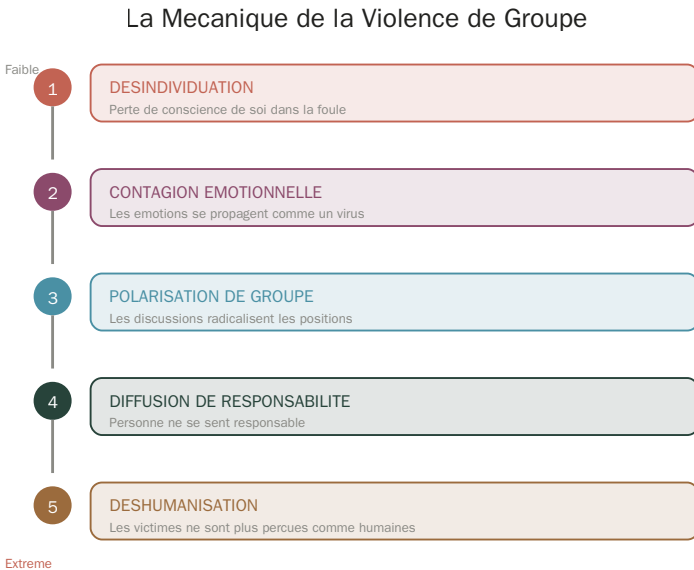 La Mecanique de la Violence de Groupe
Faible
1
DESINDIVIDUATION
Perte de conscience de soi dans la foule
2
CONTAGION EMOTIONNELLE
Les emotions se propagent comme un virus
3
POLARISATION DE GROUPE
Les discussions radicalisent les positions
4
DIFFUSION DE RESPONSABILITE
Personne ne se sent responsable
5
DESHUMANISATION
Les victimes ne sont plus percues comme humaines
Extreme